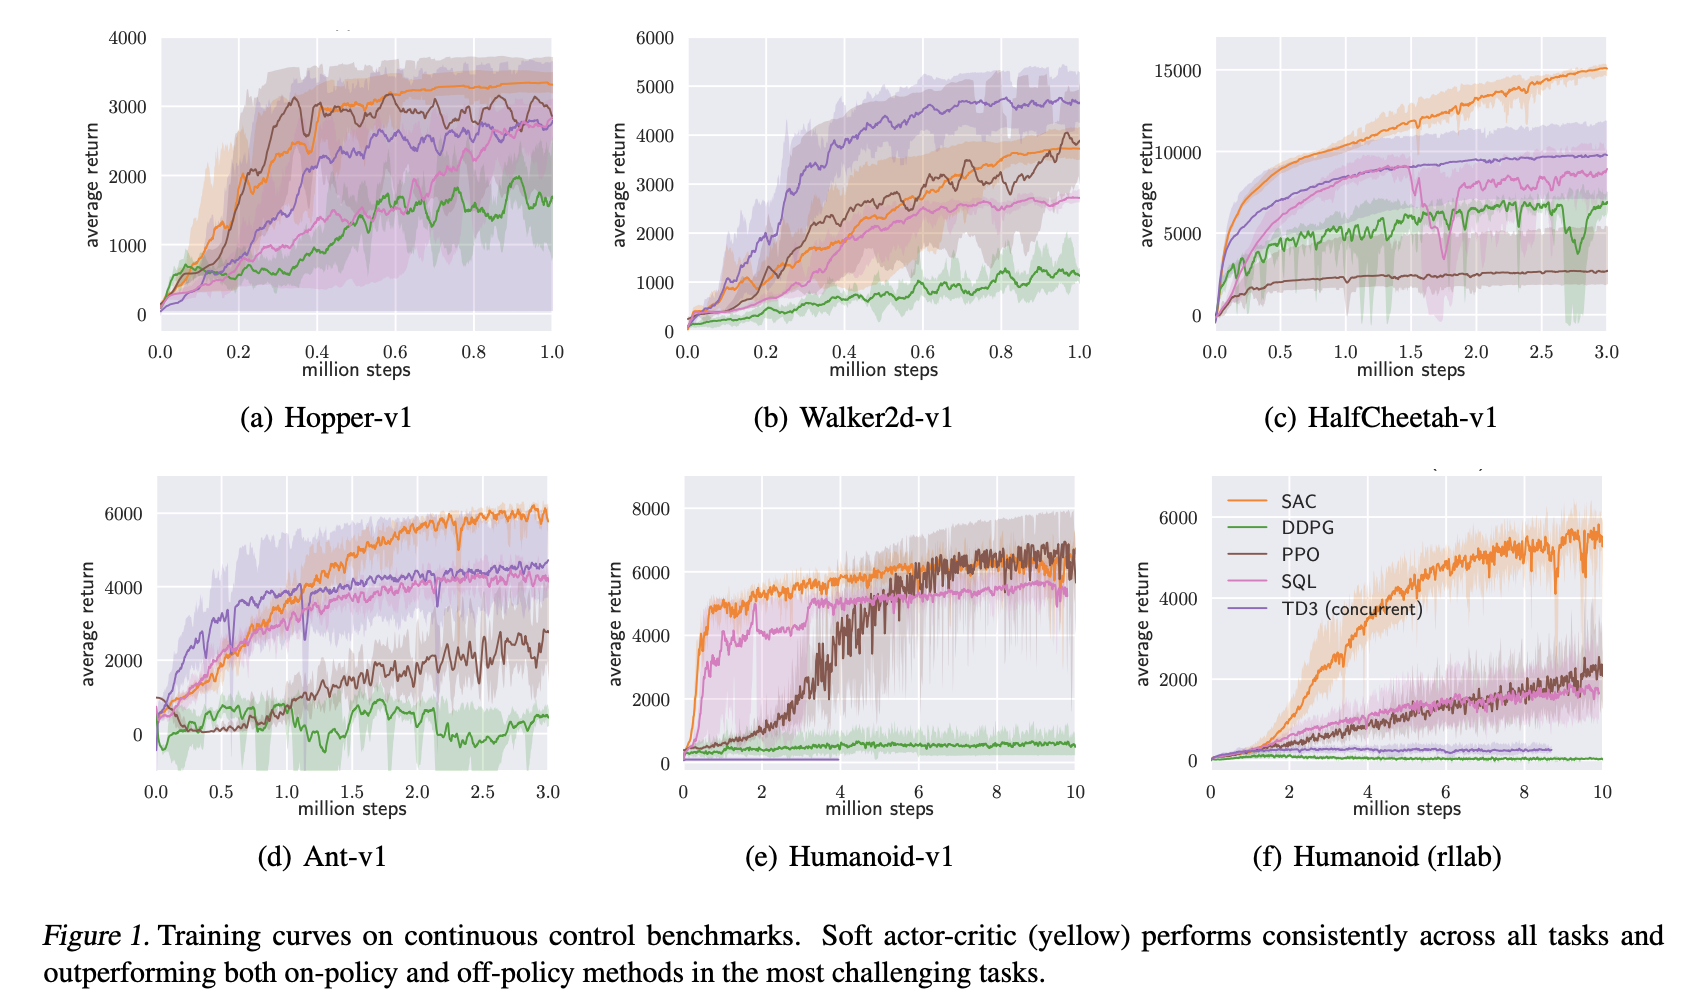 4000
3000
2000
1000
0
average return
0.0 0.2 0.4 0.6 0.8 1.0
million steps
(a) Hopper-v1
6000
5000
4000
3000
2000
1000
0
average return
0.0 0.2 0.4 0.6 0.8 1.0
million steps
(b) Walker2d-v1
15000
10000
5000
0
average return
0.0 0.5 1.0 1.5 2.0 2.5 3.0
million steps
(c) HalfCheetah-v1
6000
4000
2000
0
average return
0.0 0.5 1.0 1.5 2.0 2.5 3.0
million steps
(d) Ant-v1
8000
6000
4000
2000
0
average return
0 2 4 6 8 10
million steps
(e) Humanoid-v1
6000
4000
2000
0
average return
SAC
DDPG
PPO
SQL
TD3 (concurrent)
0 2 4 6 8 10
million steps
(f) Humanoid (rllab)
Figure 1. Training curves on continuous control benchmarks. Soft actor-critic (yellow) performs consistently across all tasks and
outperforming both on-policy and off-policy methods in the most challenging tasks.